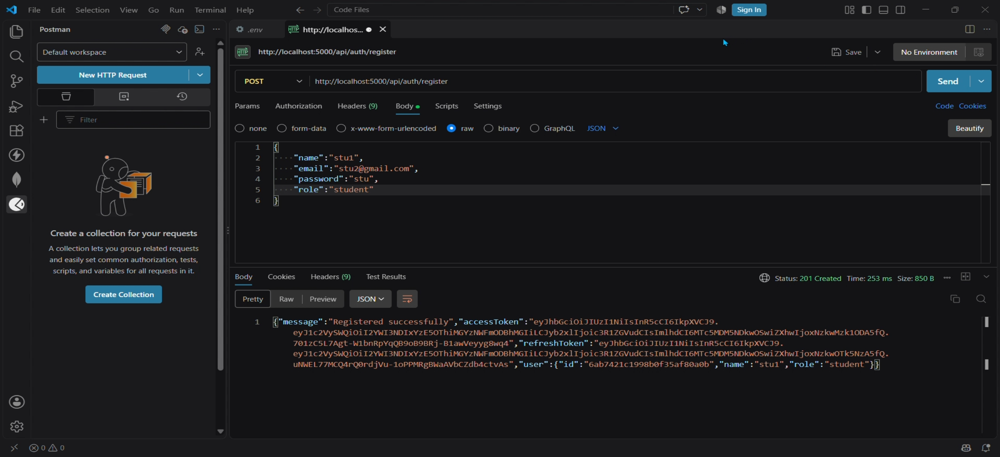 File Edit Selection View Go Run Terminal Help
Code Files
Sign In
Postman
Default workspace
New HTTP Request
Filter
Create a collection for your requests
A collection lets you group related requests
and easily set common authorization, tests,
scripts, and variables for all requests in it.
Create Collection
.env
HTTP http://localhos...
HTTP http://localhost:5000/api/auth/register
Save
No Environment
POST http://localhost:5000/api/auth/register
Send
Params Authorization Headers (9) Body Scripts Settings
Code Cookies
none form-data x-www-form-urlencoded raw binary GraphQL JSON
Beautify
1 {
2 "name":"stu1",
3 "email":"stu2@gmail.com",
4 "password":"stu",
5 "role":"student"
6 }
Body Cookies Headers (9) Test Results
Status: 201 Created Time: 253 ms Size: 850 B
Pretty Raw Preview JSON
1 {"message":"Registered successfully","accessToken":"eyJhbGciOiJIUzI1NiIsInR5cCI6IkpXVCJ9.
eyJ1c2VySWQiOiI2YWI3NDIxYzE5OThiMGYzNWFmODBhMGIiLCJyb2xlIjoic3R1ZGVudCIsImlhdCI6MTc5MDM5NDkwOSwiZXhwIjoxNzkwMzk1ODA5fQ.
701zC5L7Agt-W1bnRpYqQB9oB9BRj-B1awVeyyg8wq4","refreshToken":"eyJhbGciOiJIUzI1NiIsInR5cCI6IkpXVCJ9.
eyJ1c2VySWQiOiI2YWI3NDIxYzE5OThiMGYzNWFmODBhMGIiLCJyb2xlIjoic3R1ZGVudCIsImlhdCI6MTc5MDM5NDkwOSwiZXhwIjoxNzkwOTk5NzA5fQ.
uNWEL77MCQ4rQ0rdjVu-1oPPMRgBWaAVbCZdb4ctvAs","user":{"id":"6ab7421c1998b0f35af80a0b","name":"stu1","role":"student"}}
0 0